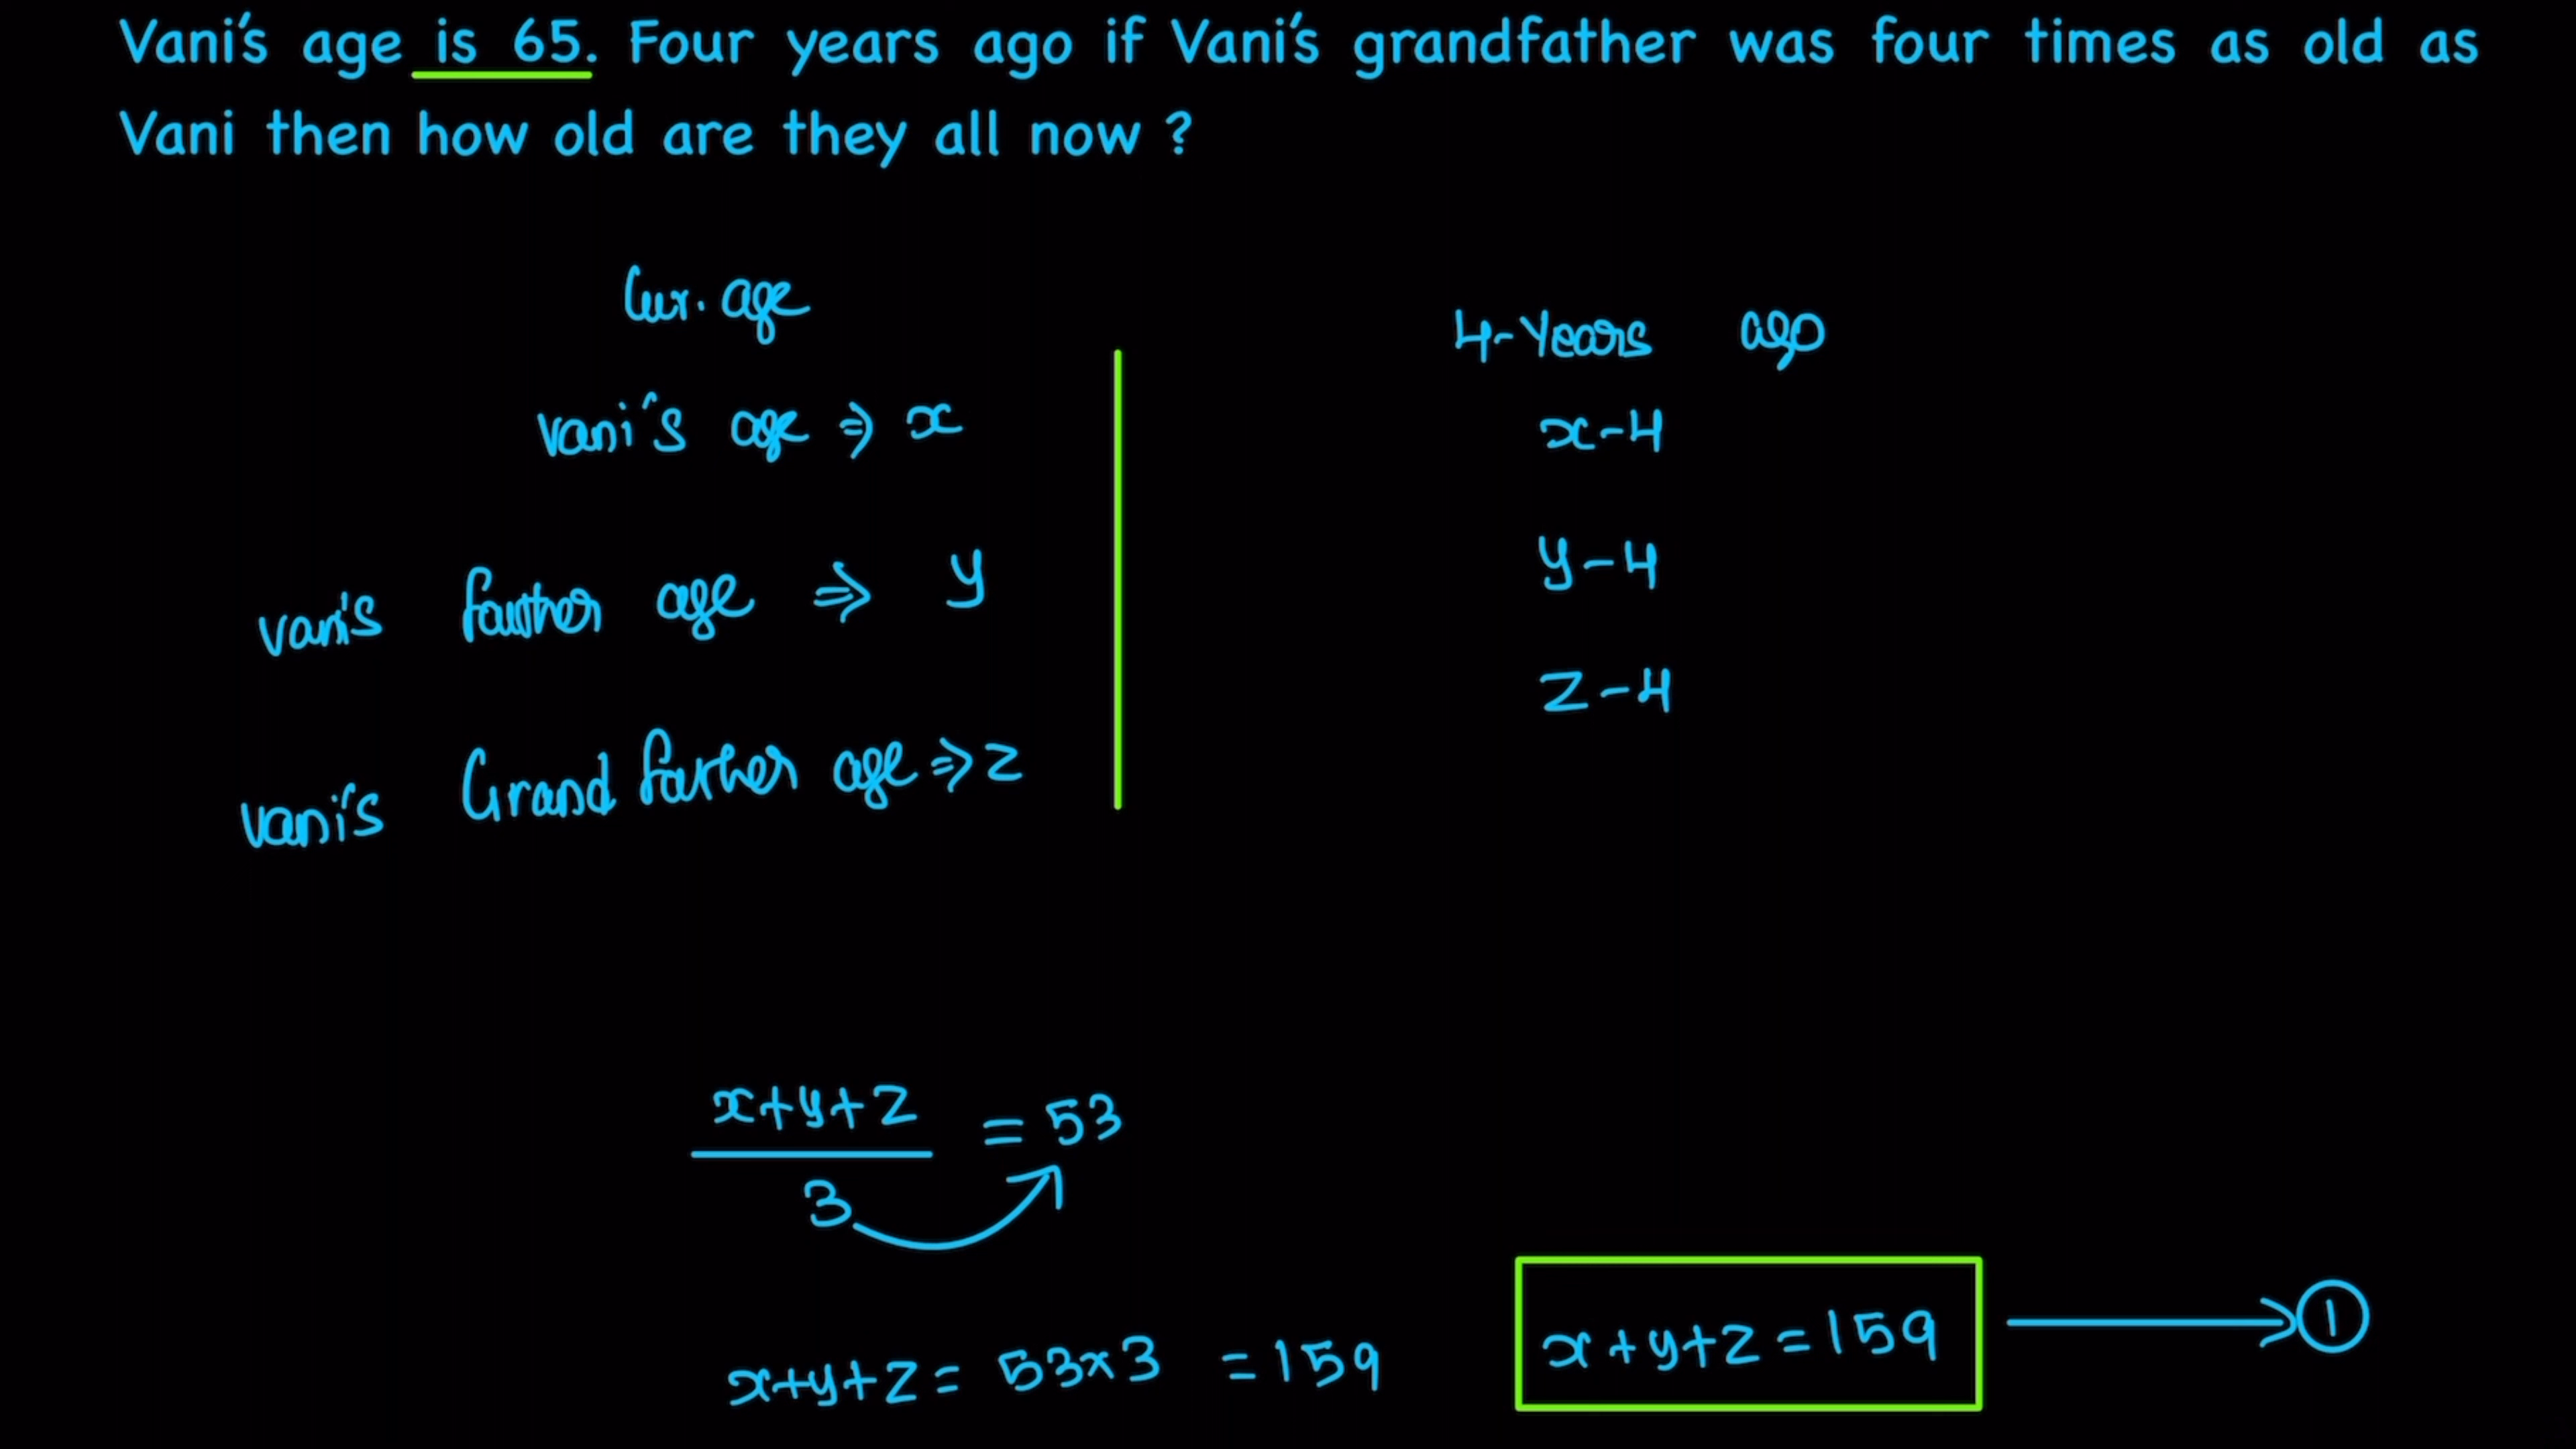 Vani's age is 65. Four years ago if Vani's grandfather was four times as old as
Vani then how old are they all now ?
Cur. age
4-Years ago
vani's age ⇒ x
x-4
vani's father age ⇒ y
y-4
vani's Grand father age ⇒ z
z-4
x+y+z
= 53
3
x+y+z = 53x3 = 159
x+y+z = 159
1